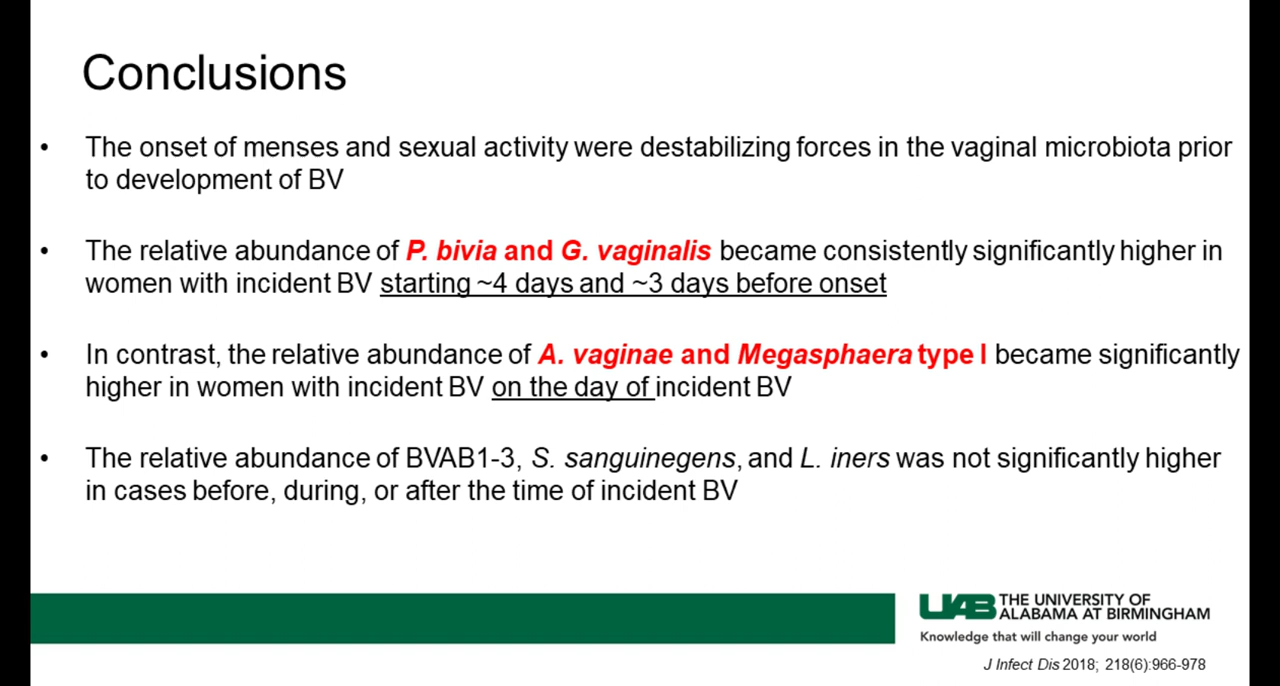 Conclusions
• The onset of menses and sexual activity were destabilizing forces in the vaginal microbiota prior
to development of BV
• The relative abundance of P. bivia and G. vaginalis became consistently significantly higher in
women with incident BV starting ~4 days and ~3 days before onset
• In contrast, the relative abundance of A. vaginae and Megasphaera type I became significantly
higher in women with incident BV on the day of incident BV
• The relative abundance of BVAB1-3, S. sanguinegens, and L. iners was not significantly higher
in cases before, during, or after the time of incident BV
UAB THE UNIVERSITY OF
ALABAMA AT BIRMINGHAM
Knowledge that will change your world
J Infect Dis 2018; 218(6):966-978